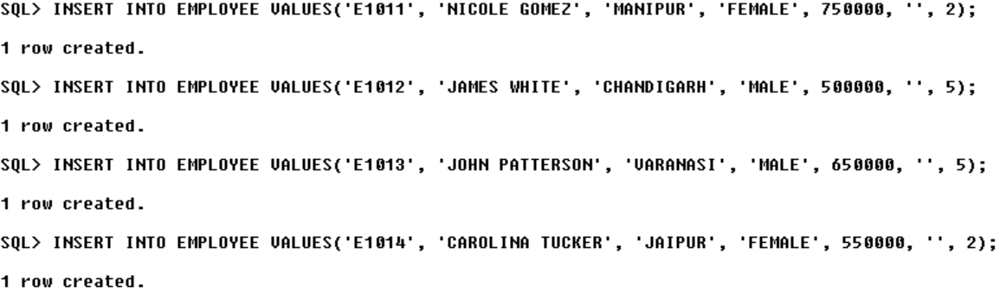 SQL> INSERT INTO EMPLOYEE VALUES('E1011', 'NICOLE GOMEZ', 'MANIPUR', 'FEMALE', 750000, '', 2);
1 row created.
SQL> INSERT INTO EMPLOYEE VALUES('E1012', 'JAMES WHITE', 'CHANDIGARH', 'MALE', 500000, '', 5);
1 row created.
SQL> INSERT INTO EMPLOYEE VALUES('E1013', 'JOHN PATTERSON', 'VARANASI', 'MALE', 650000, '', 5);
1 row created.
SQL> INSERT INTO EMPLOYEE VALUES('E1014', 'CAROLINA TUCKER', 'JAIPUR', 'FEMALE', 550000, '', 2);
1 row created.